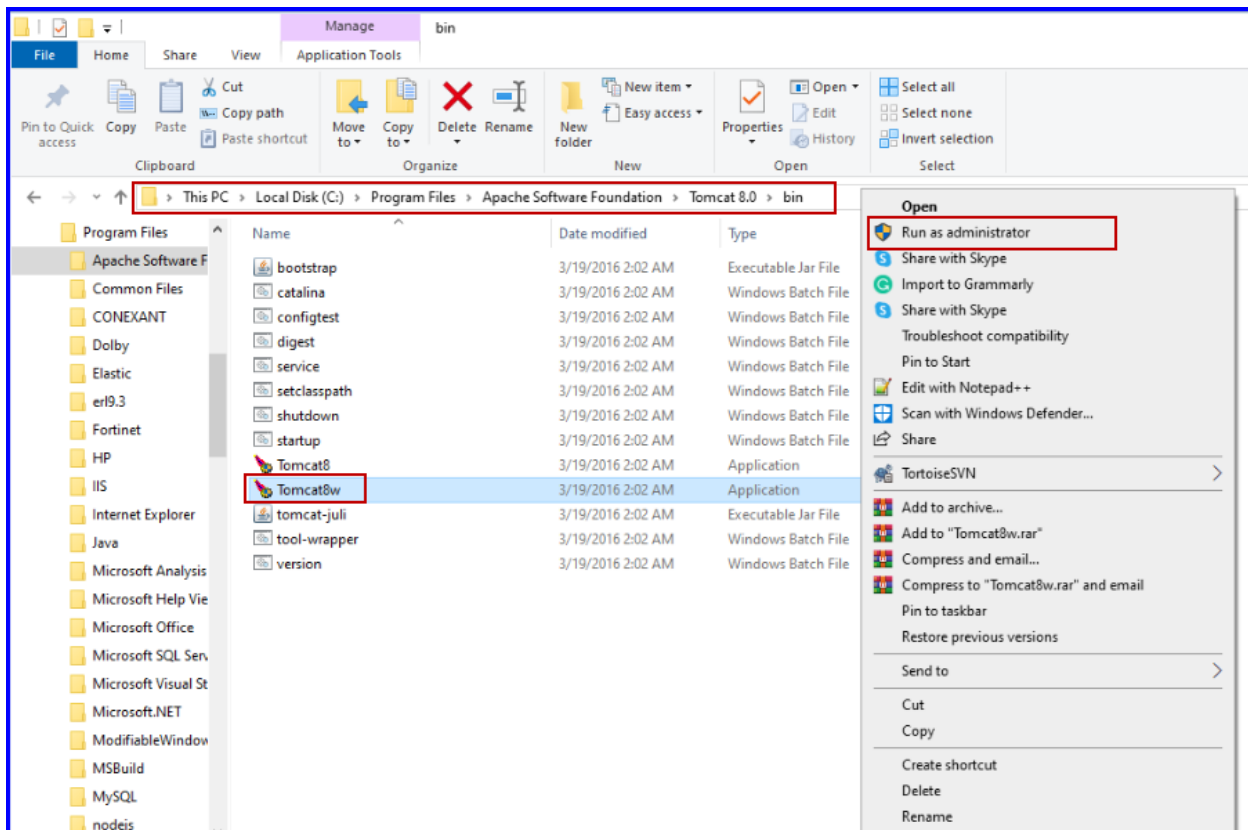 Manage bin
File Home Share View Application Tools
Pin to Quick access
Copy
Paste
Cut
Copy path
Paste shortcut
Clipboard
Move to
Copy to
Delete
Rename
Organize
New folder
New item
Easy access
New
Properties
Open
Edit
History
Open
Select all
Select none
Invert selection
Select
This PC > Local Disk (C:) > Program Files > Apache Software Foundation > Tomcat 8.0 > bin
Program Files
Apache Software F
Common Files
CONEXANT
Dolby
Elastic
erl9.3
Fortinet
HP
IIS
Internet Explorer
Java
Microsoft Analysis
Microsoft Help Vie
Microsoft Office
Microsoft SQL Serv
Microsoft Visual St
Microsoft.NET
ModifiableWindow
MSBuild
MySQL
nodejs
Name Date modified Type
bootstrap 3/19/2016 2:02 AM Executable Jar File
catalina 3/19/2016 2:02 AM Windows Batch File
configtest 3/19/2016 2:02 AM Windows Batch File
digest 3/19/2016 2:02 AM Windows Batch File
service 3/19/2016 2:02 AM Windows Batch File
setclasspath 3/19/2016 2:02 AM Windows Batch File
shutdown 3/19/2016 2:02 AM Windows Batch File
startup 3/19/2016 2:02 AM Windows Batch File
Tomcat8 3/19/2016 2:02 AM Application
Tomcat8w 3/19/2016 2:02 AM Application
tomcat-juli 3/19/2016 2:02 AM Executable Jar File
tool-wrapper 3/19/2016 2:02 AM Windows Batch File
version 3/19/2016 2:02 AM Windows Batch File
Open
Run as administrator
Share with Skype
Import to Grammarly
Share with Skype
Troubleshoot compatibility
Pin to Start
Edit with Notepad++
Scan with Windows Defender...
Share
TortoiseSVN
Add to archive...
Add to "Tomcat8w.rar"
Compress and email...
Compress to "Tomcat8w.rar" and email
Pin to taskbar
Restore previous versions
Send to
Cut
Copy
Create shortcut
Delete
Rename